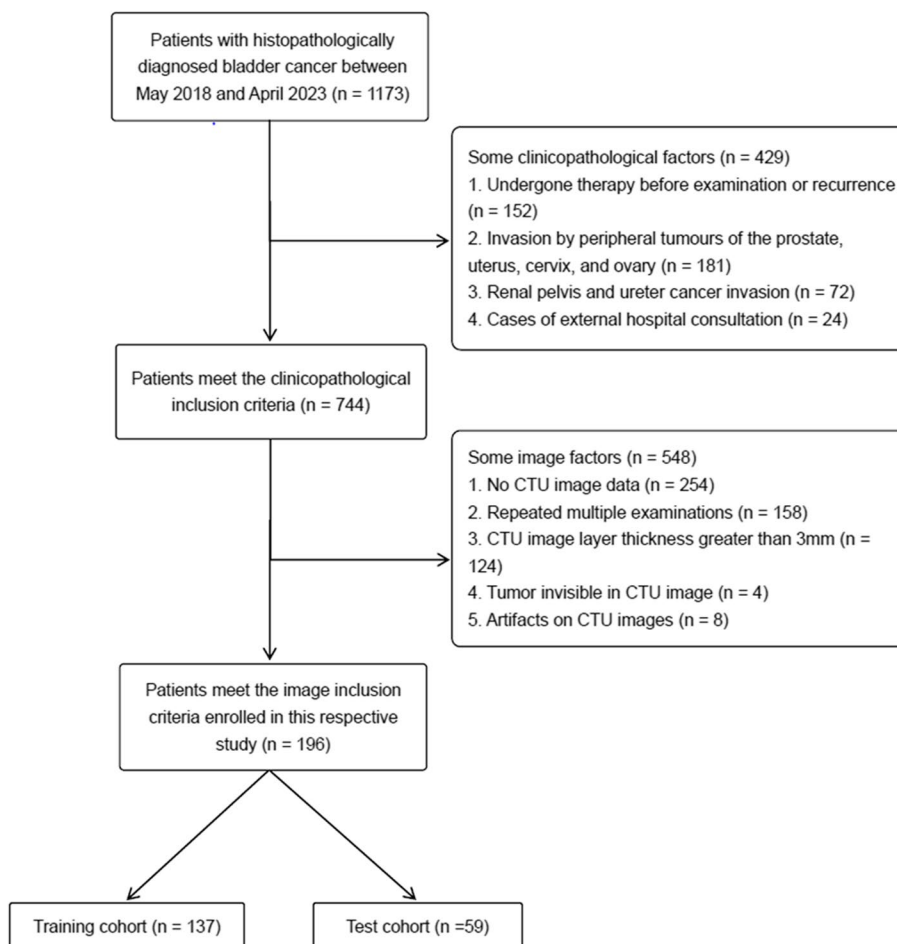 Patients with histopathologically
diagnosed bladder cancer between
May 2018 and April 2023 (n = 1173)
Some clinicopathological factors (n = 429)
1. Undergone therapy before examination or recurrence
(n = 152)
2. Invasion by peripheral tumours of the prostate,
uterus, cervix, and ovary (n = 181)
3. Renal pelvis and ureter cancer invasion (n = 72)
4. Cases of external hospital consultation (n = 24)
Patients meet the clinicopathological
inclusion criteria (n = 744)
Some image factors (n = 548)
1. No CTU image data (n = 254)
2. Repeated multiple examinations (n = 158)
3. CTU image layer thickness greater than 3mm (n =
124)
4. Tumor invisible in CTU image (n = 4)
5. Artifacts on CTU images (n = 8)
Patients meet the image inclusion
criteria enrolled in this respective
study (n = 196)
Training cohort (n = 137)
Test cohort (n =59)